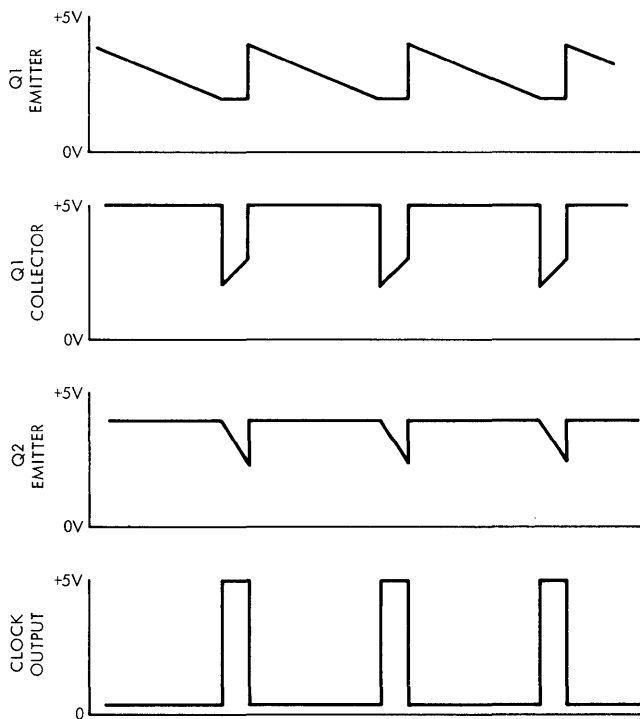 +5V
Q1
EMITTER
0V
+5V
Q1
COLLECTOR
0V
+5V
Q2
EMITTER
0V
+5V
CLOCK
OUTPUT
0